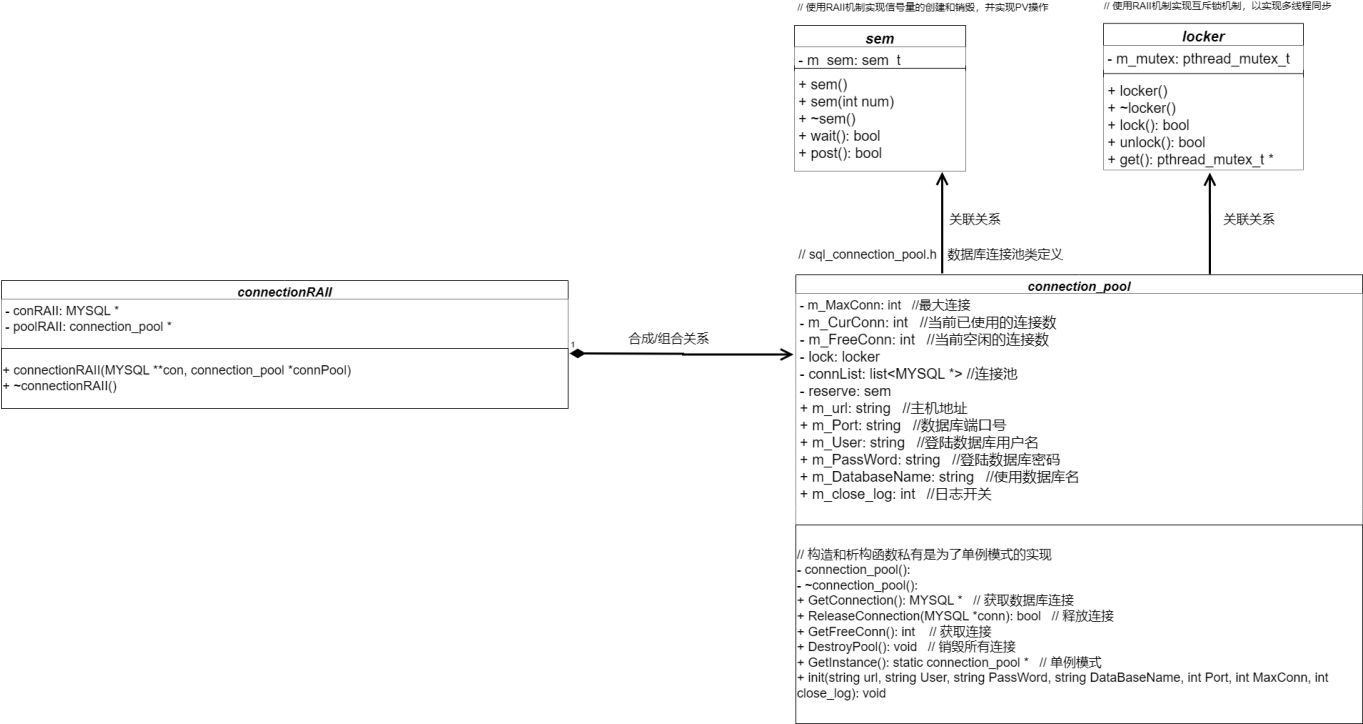 // 使用RAII机制实现信号量的创建和销毁，并实现PV操作
// 使用RAII机制实现互斥锁机制，以实现多线程同步
sem
- m_sem: sem_t
+ sem()
+ sem(int num)
+ ~sem()
+ wait(): bool
+ post(): bool
locker
- m_mutex: pthread_mutex_t
+ locker()
+ ~locker()
+ lock(): bool
+ unlock(): bool
+ get(): pthread_mutex_t *
关联关系
关联关系
// sql_connection_pool.h 数据库连接池类定义
connectionRAII
- conRAII: MYSQL *
- poolRAII: connection_pool *
+ connectionRAII(MYSQL **con, connection_pool *connPool)
+ ~connectionRAII()
1
合成/组合关系
connection_pool
- m_MaxConn: int //最大连接
- m_CurConn: int //当前已使用的连接数
- m_FreeConn: int //当前空闲的连接数
- lock: locker
- connList: list<MYSQL *> //连接池
- reserve: sem
+ m_url: string //主机地址
+ m_Port: string //数据库端口号
+ m_User: string //登陆数据库用户名
+ m_PassWord: string //登陆数据库密码
+ m_DatabaseName: string //使用数据库名
+ m_close_log: int //日志开关
// 构造和析构函数私有是为了单例模式的实现
- connection_pool():
- ~connection_pool():
+ GetConnection(): MYSQL * // 获取数据库连接
+ ReleaseConnection(MYSQL *conn): bool // 释放连接
+ GetFreeConn(): int // 获取连接
+ DestroyPool(): void // 销毁所有连接
+ GetInstance(): static connection_pool * // 单例模式
+ init(string url, string User, string PassWord, string DataBaseName, int Port, int MaxConn, int
close_log): void